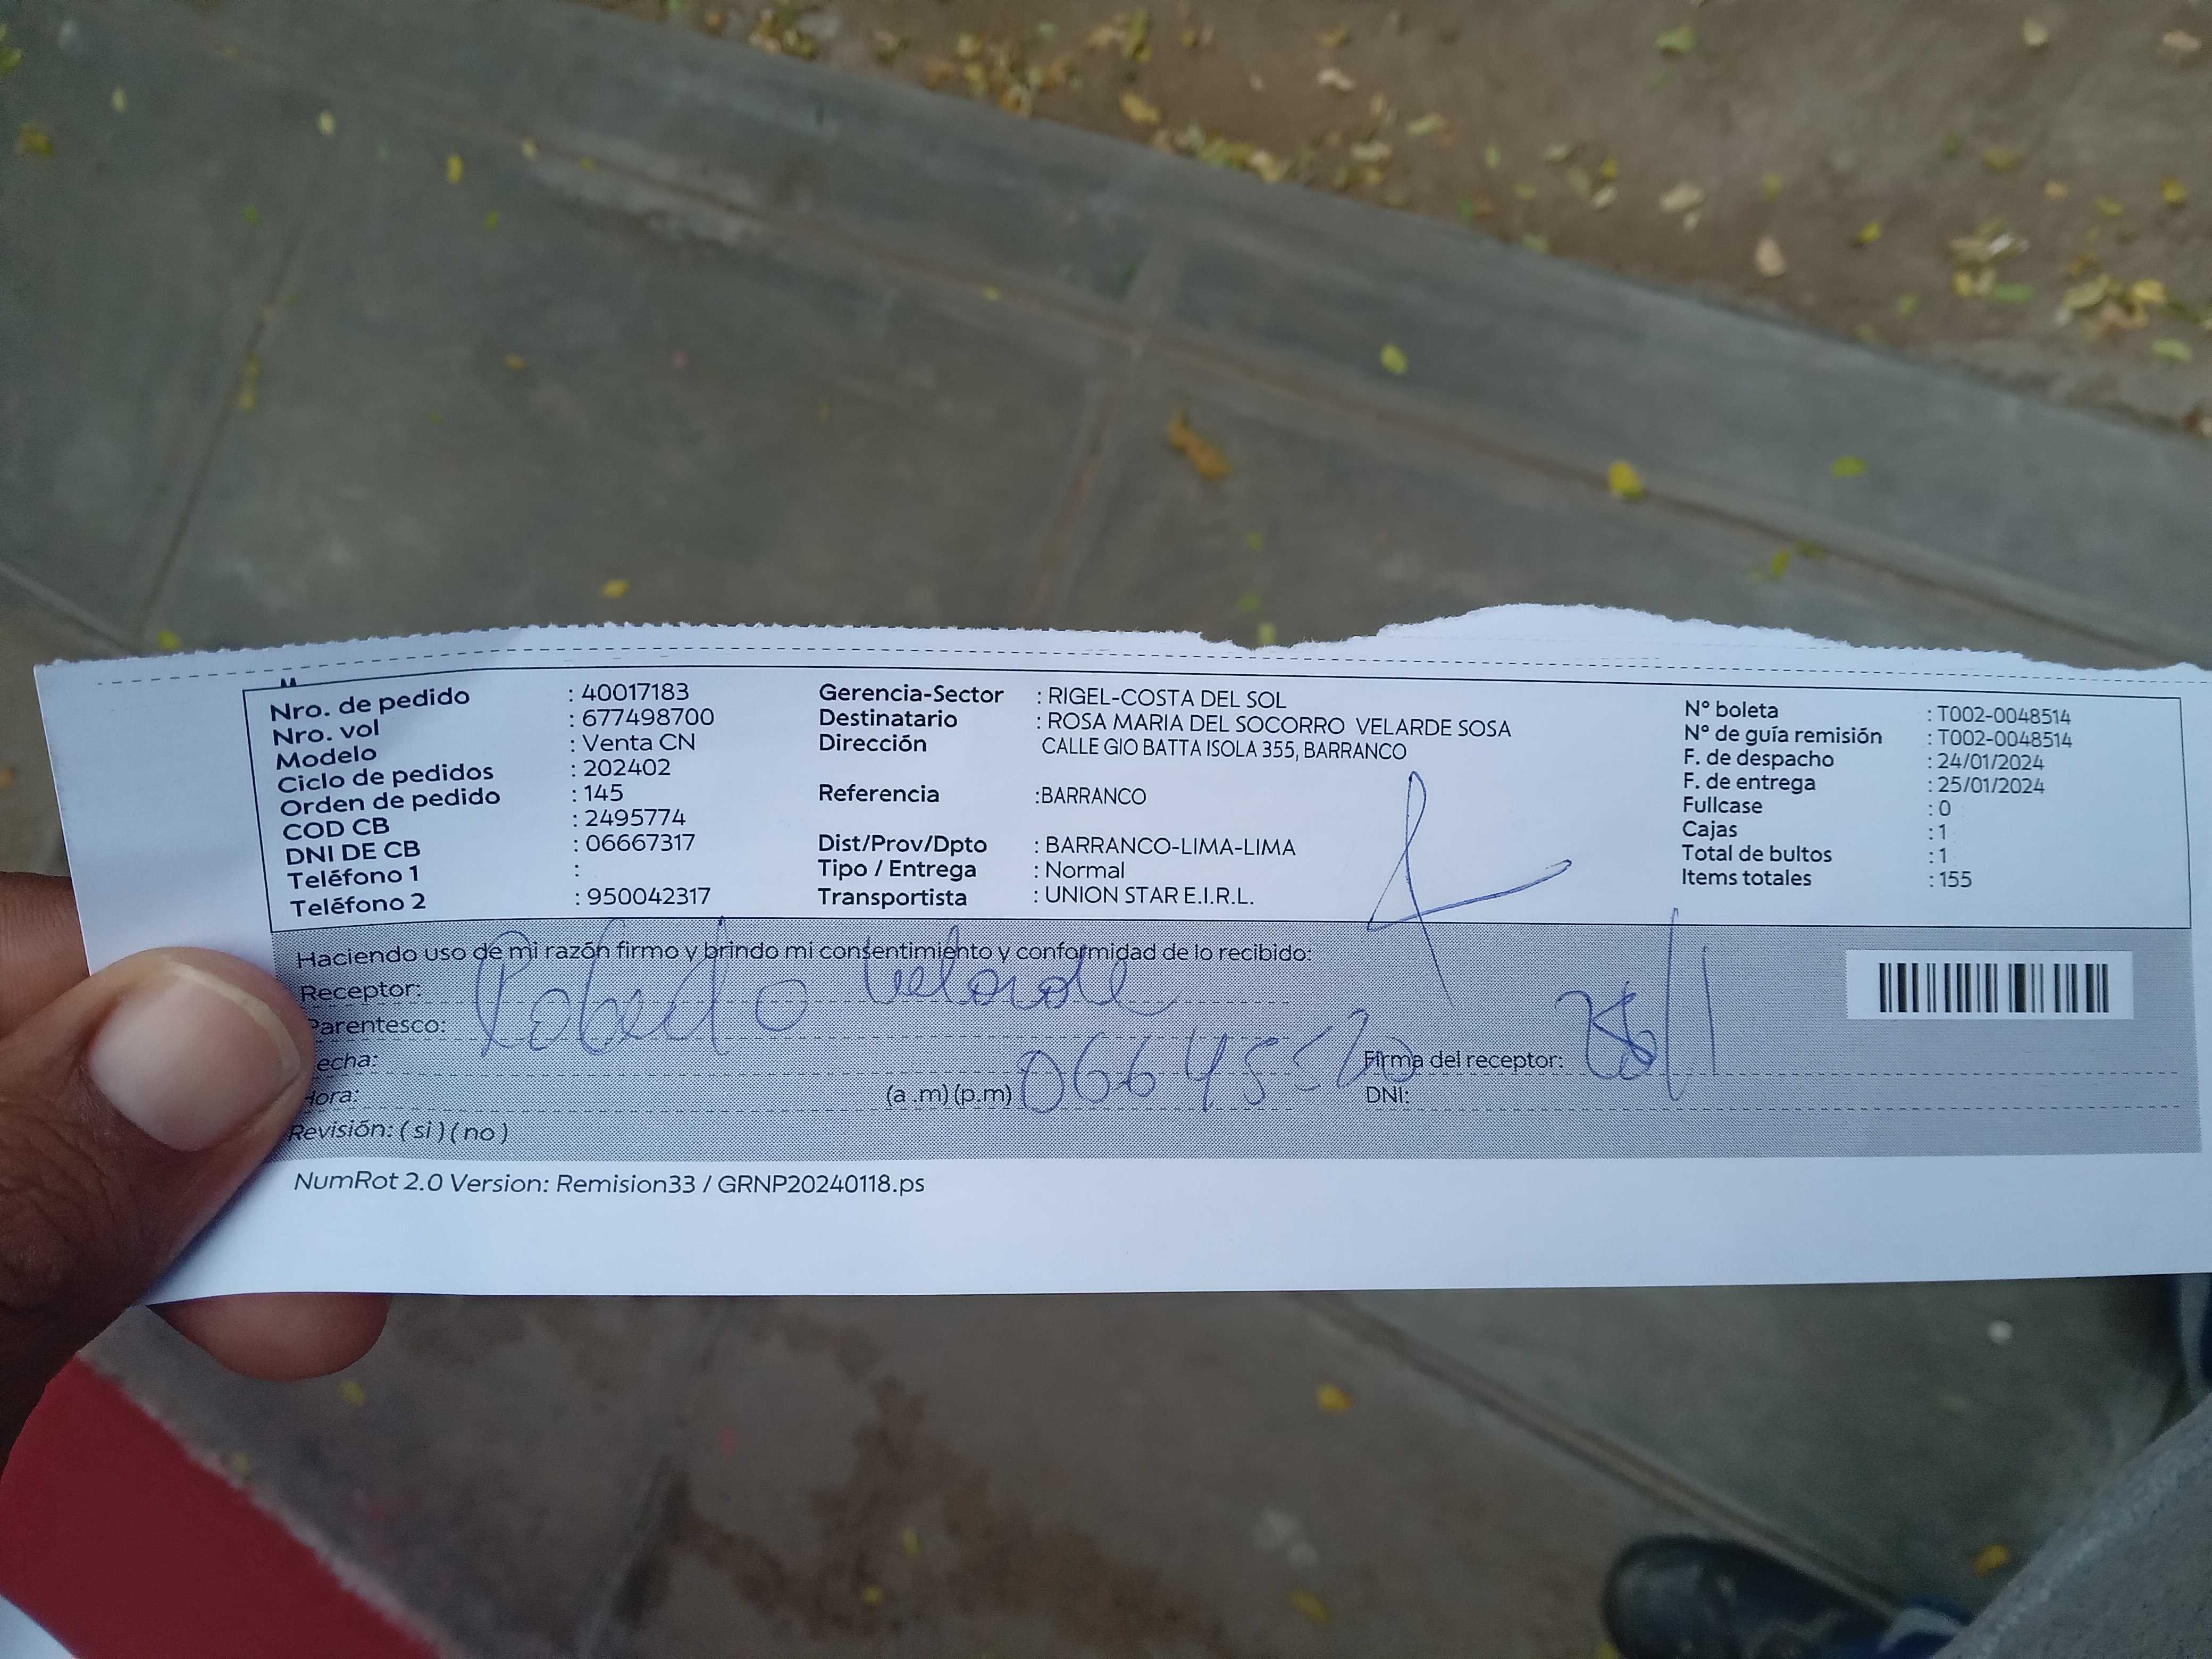 Nro. de pedido : 40017183
Nro. vol : 677498700
Modelo : Venta CN
Ciclo de pedidos : 202402
Orden de pedido : 145
COD CB : 2495774
DNI DE CB : 06667317
Teléfono 1 :
Teléfono 2 : 950042317
Gerencia-Sector : RIGEL-COSTA DEL SOL
Destinatario : ROSA MARIA DEL SOCORRO VELARDE SOSA
Dirección CALLE GIO BATTA ISOLA 355, BARRANCO
Referencia :BARRANCO
Dist/Prov/Dpto : BARRANCO-LIMA-LIMA
Tipo / Entrega : Normal
Transportista : UNION STAR E.I.R.L.
N° boleta : T002-0048514
N° de guía remisión : T002-0048514
F. de despacho : 24/01/2024
F. de entrega : 25/01/2024
Fullcase : 0
Cajas : 1
Total de bultos : 1
Items totales : 155
Haciendo uso de mi razón firmo y brindo mi consentimiento y conformidad de lo recibido:
Receptor: Roberto Velarde
Parentesco:
echa:
Firma del receptor:
Hora: (a .m) (p.m)
DNI:
Revisión: ( si ) ( no )
NumRot 2.0 Version: Remision33 / GRNP20240118.ps